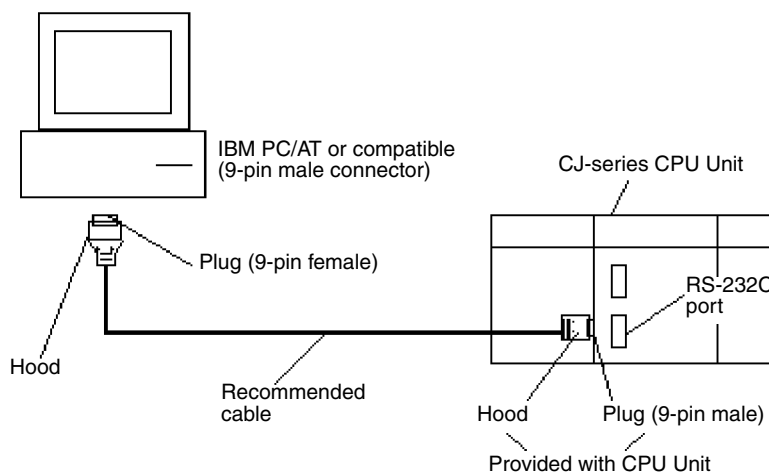 IBM PC/AT or compatible
(9-pin male connector)
CJ-series CPU Unit
Plug (9-pin female)
RS-232C
port
Hood
Recommended
cable
Hood
Plug (9-pin male)
Provided with CPU Unit